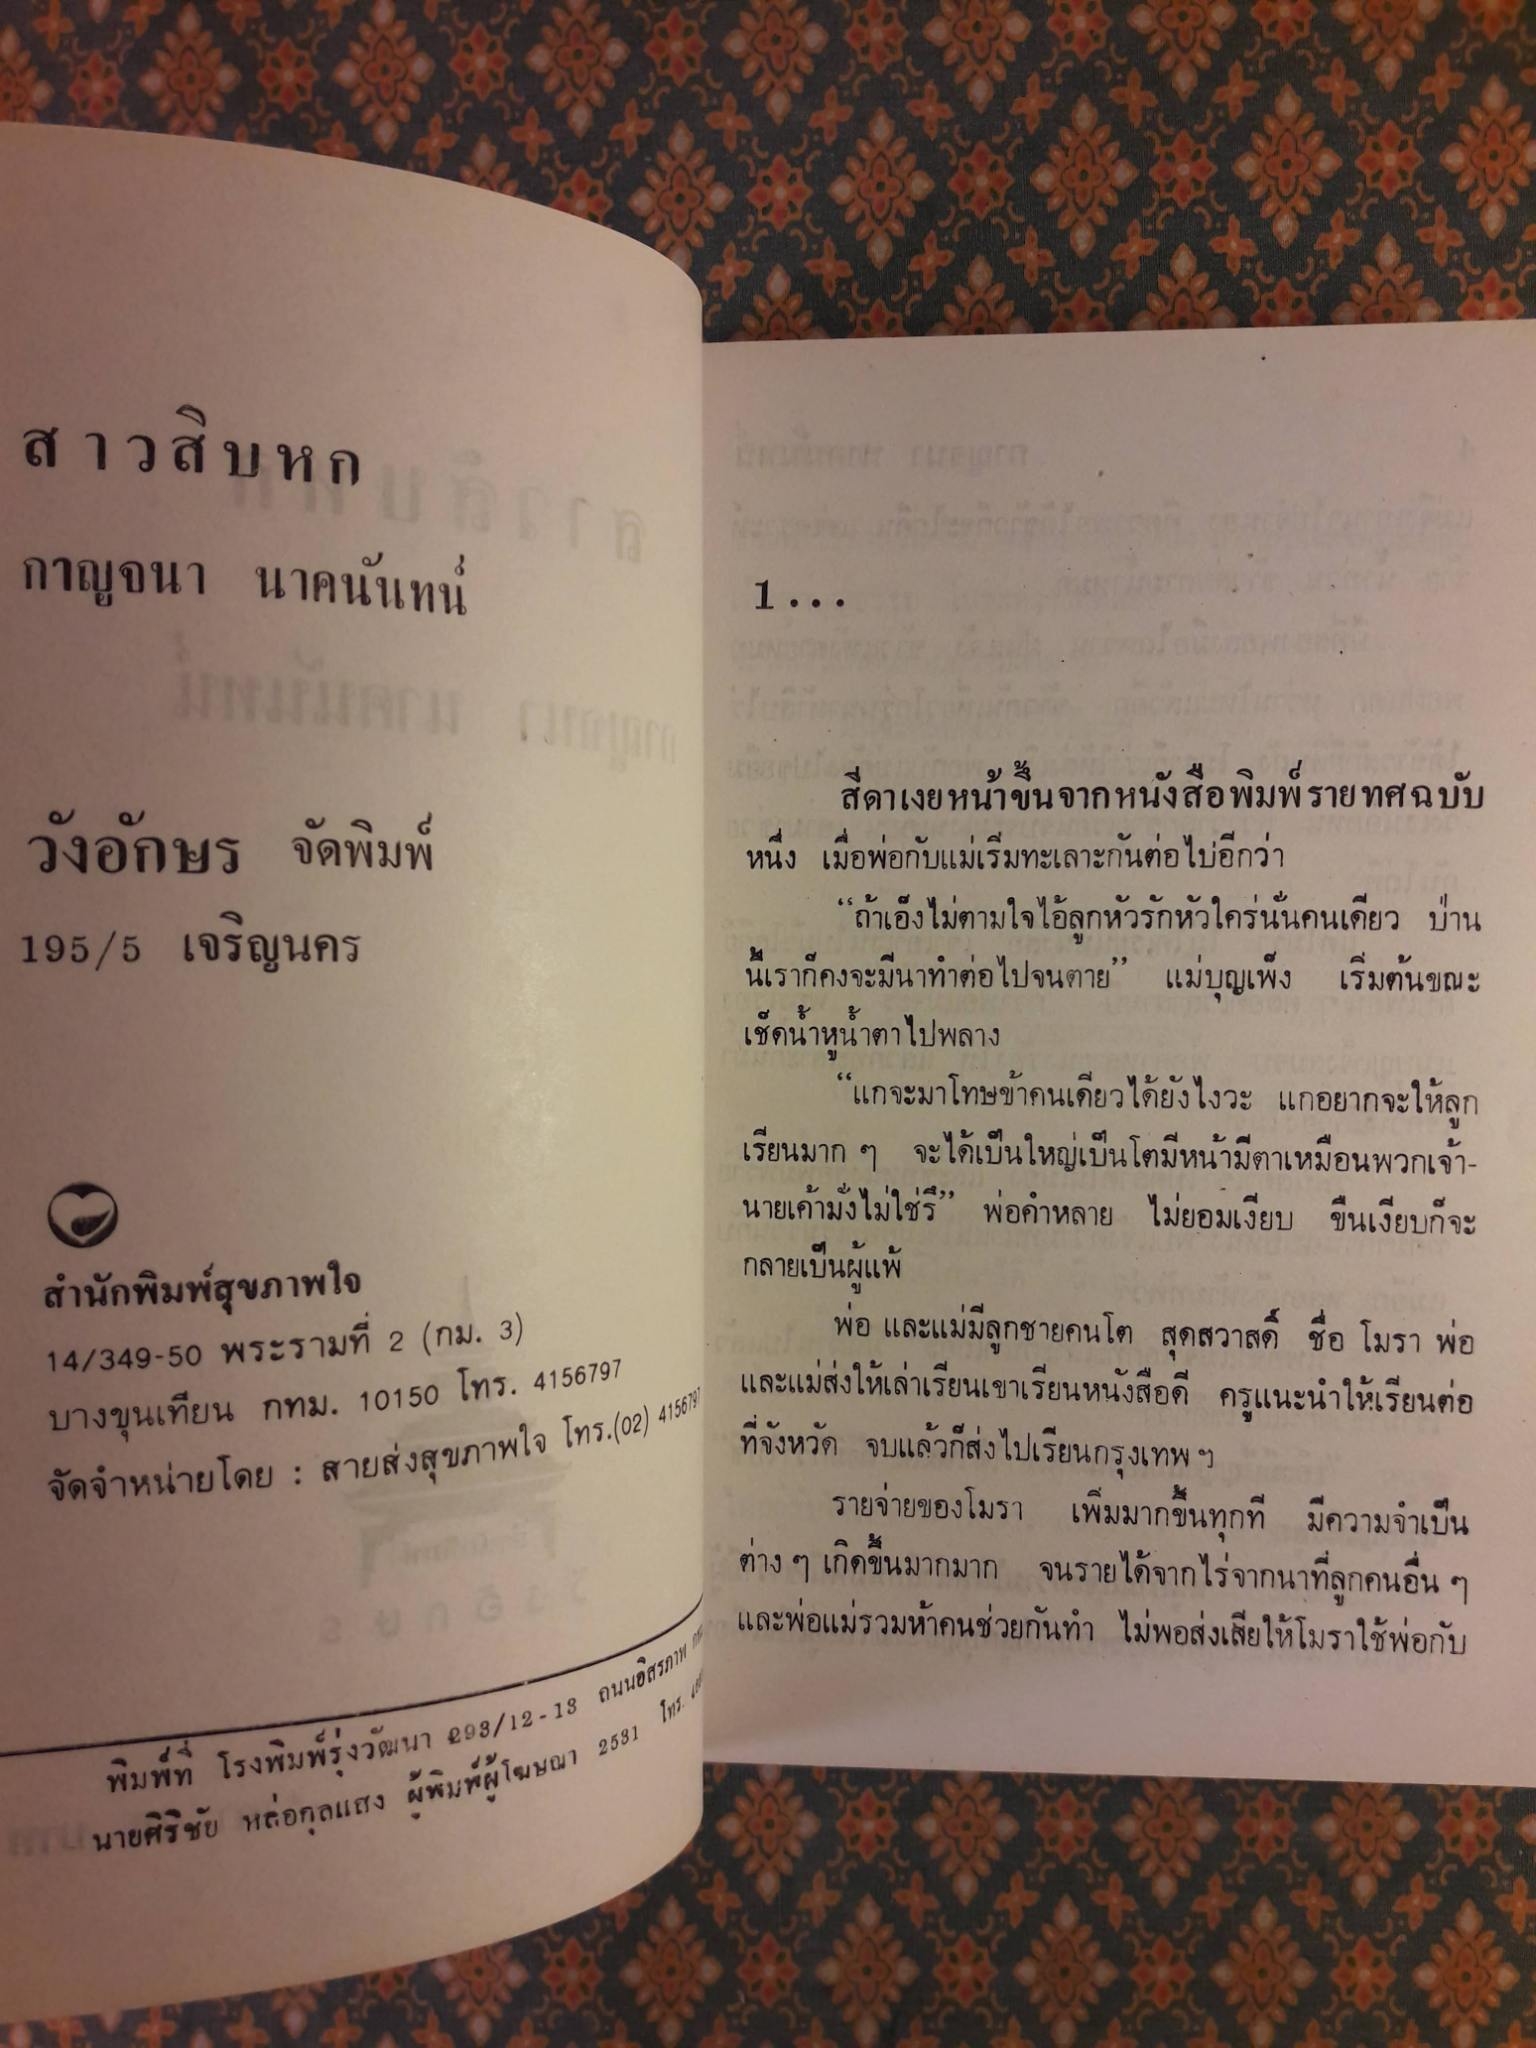 สาวสิบหก
กาญจนา นาคนันทน์
วังอักษร จัดพิมพ์
195/5 เจริญนคร
สำนักพิมพ์สุขภาพใจ
14/349-50 พระรามที่ 2 (กม. 3)
บางขุนเทียน กทม. 10150 โทร. 4156797
จัดจำหน่ายโดย : สายส่งสุขภาพใจ โทร.(02) 4156797
พิมพ์ที่ โรงพิมพ์รุ่งวัฒนา 293/12-13 ถนนอิสรภาพ
นายศิริชัย หล่อกุลแสง ผู้พิมพ์ผู้โฆษณา 2531 โทร.
1...
สีดาเงยหน้าขึ้นจากหนังสือพิมพ์รายทศฉบับ
หนึ่ง เมื่อพ่อกับแม่เริ่มทะเลาะกันต่อไปอีกว่า
“ถ้าเอ็งไม่ตามใจไอ้ลูกหัวรักหัวใคร่นั่นคนเดียว ป่าน
นี้เราก็คงจะมีนาทำต่อไปจนตาย” แม่บุญเพ็ง เริ่มต้นขณะ
เช็ดน้ำหูน้ำตาไปพลาง
“แกจะมาโทษข้าคนเดียวได้ยังไงวะ แกอยากจะให้ลูก
เรียนมาก ๆ จะได้เป็นใหญ่เป็นโตมีหน้ามีตาเหมือนพวกเจ้า-
นายเค้ามั่งไม่ใช่รึ” พ่อคำหลาย ไม่ยอมเงียบ ขืนเงียบก็จะ
กลายเป็นผู้แพ้
พ่อ และแม่มีลูกชายคนโต สุดสวาสดิ์ ชื่อ โมรา พ่อ
และแม่ส่งให้เล่าเรียนเขาเรียนหนังสือดี ครูแนะนำให้เรียนต่อ
ที่จังหวัด จบแล้วก็ส่งไปเรียนกรุงเทพฯ
รายจ่ายของโมรา เพิ่มมากขึ้นทุกที มีความจำเป็น
ต่าง ๆ เกิดขึ้นมากมาก จนรายได้จากไร่จากนาที่ลูกคนอื่น ๆ
และพ่อแม่รวมห้าคนช่วยกันทำ ไม่พอส่งเสียให้โมราใช้พ่อกับ